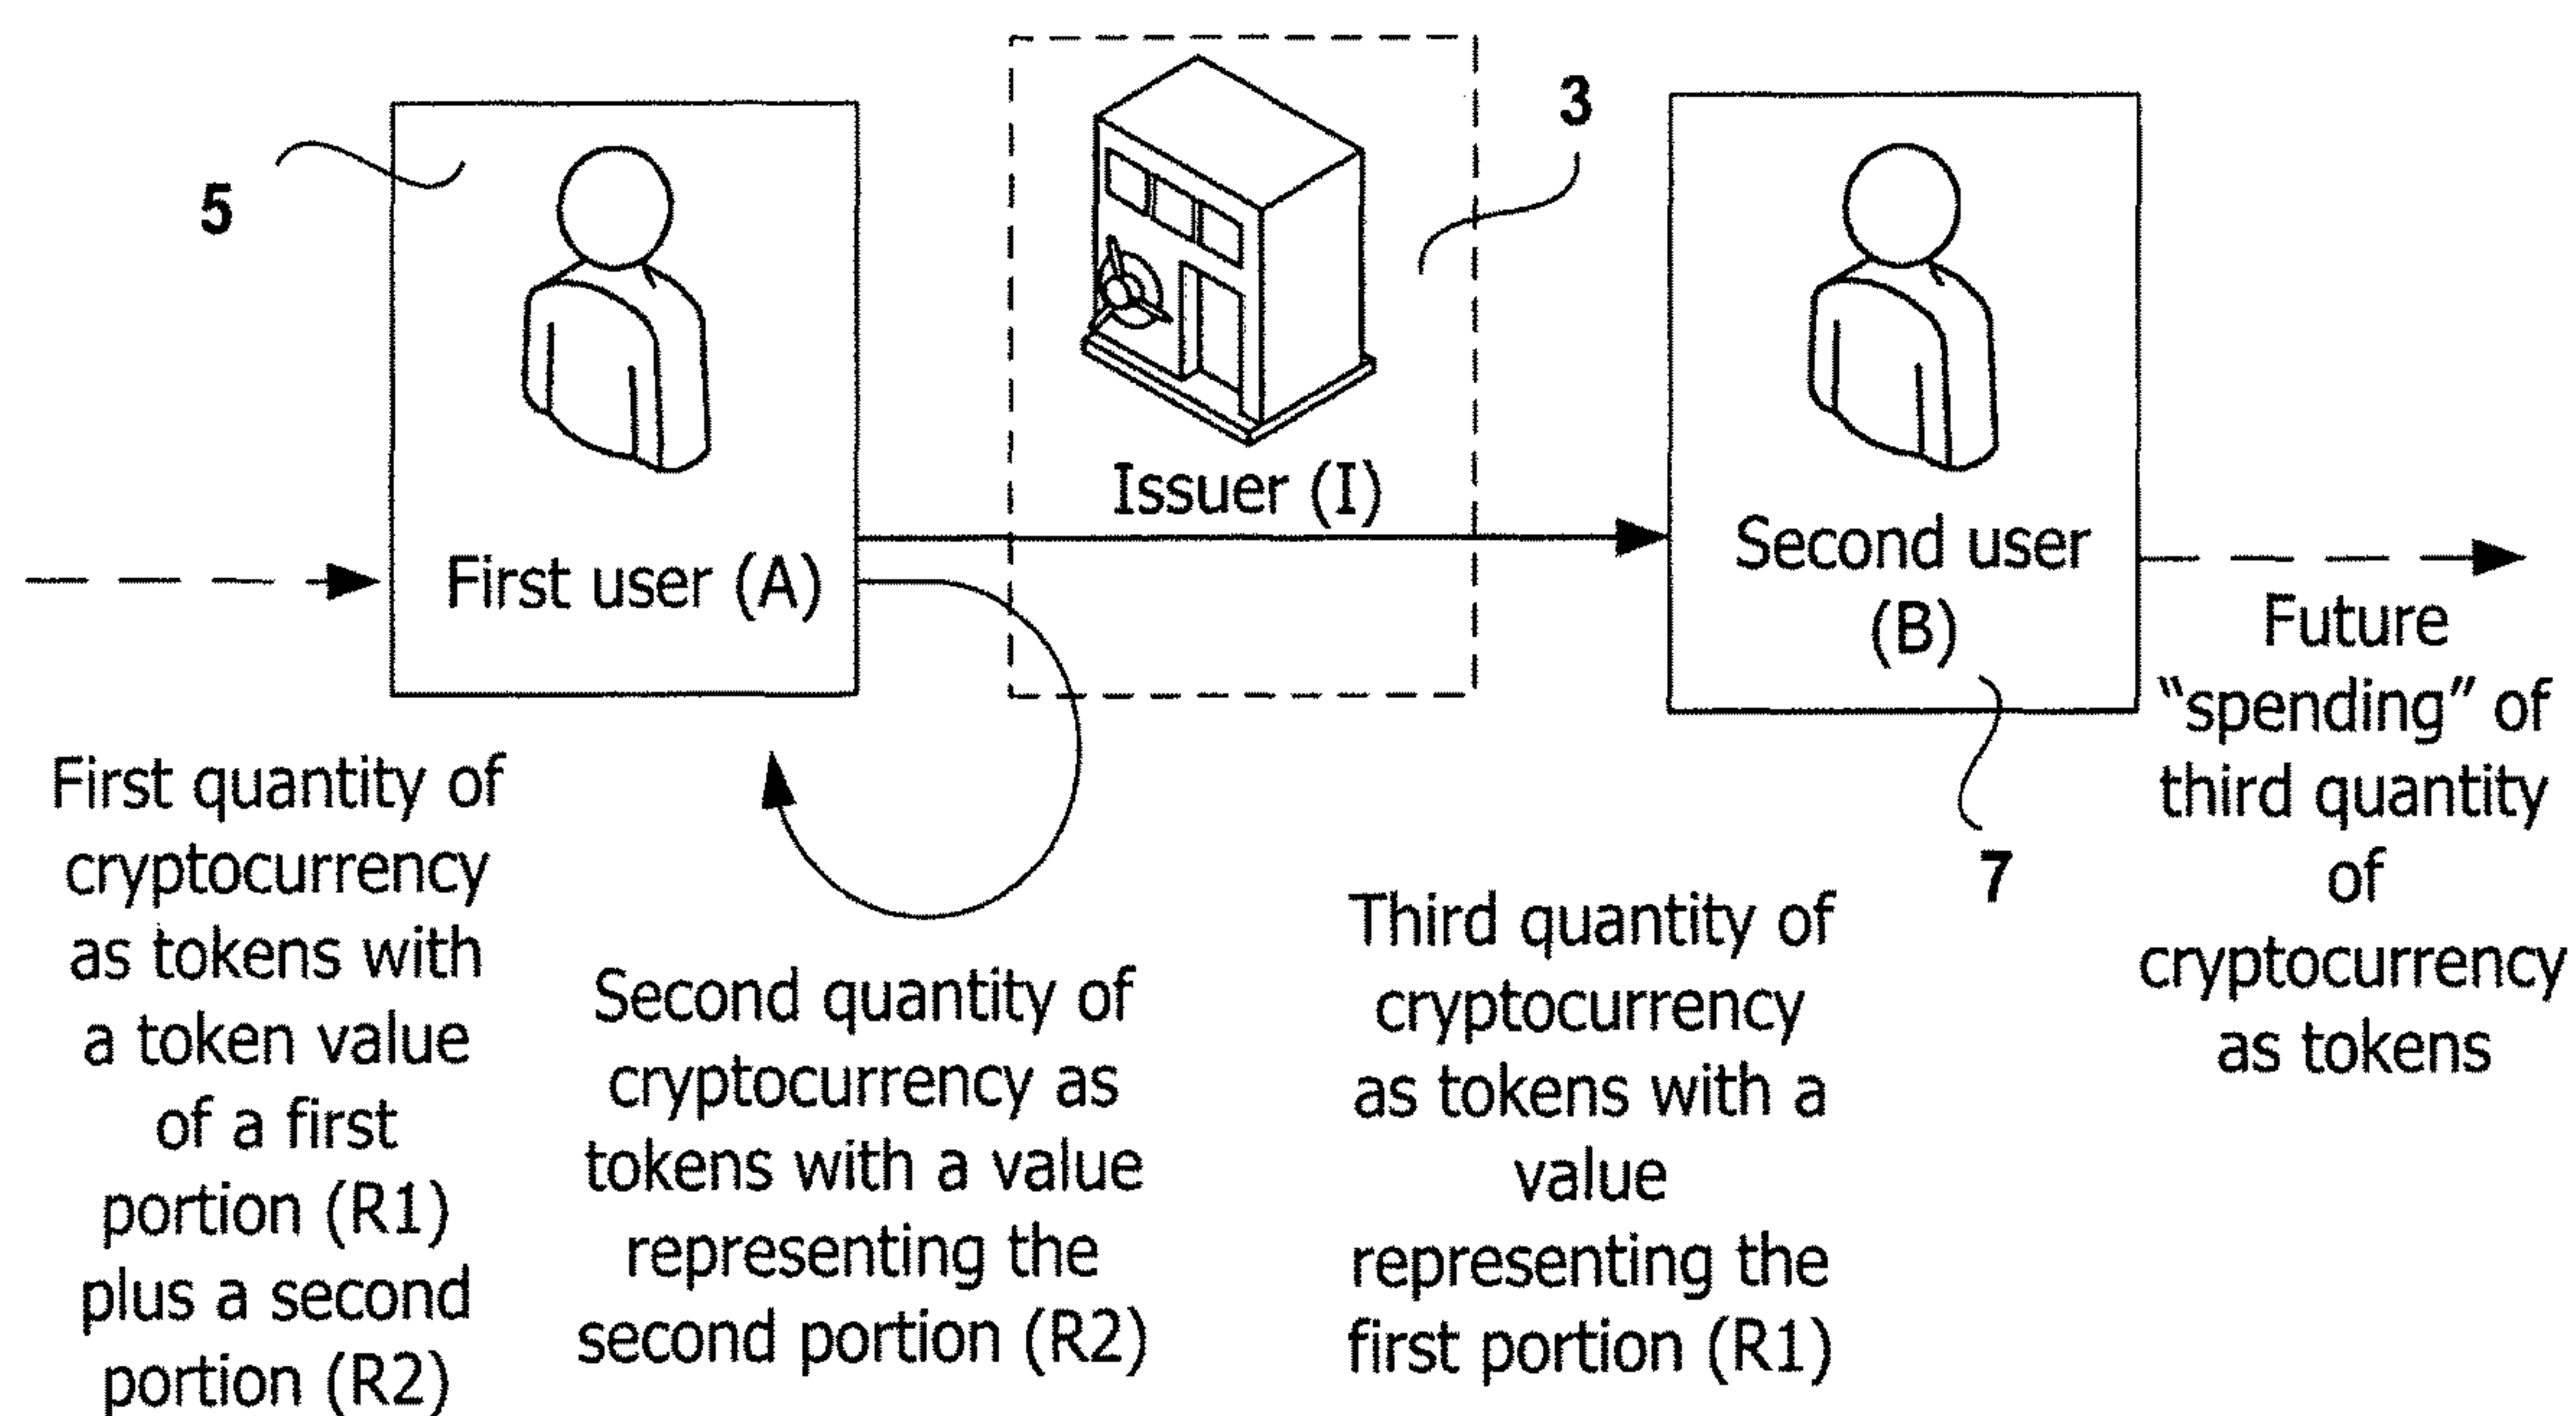 5
First user (A)
3
Issuer (I)
Second user
(B)
7
First quantity of
cryptocurrency
as tokens with
a token value
of a first
portion (R1)
plus a second
portion (R2)
Second quantity of
cryptocurrency as
tokens with a value
representing the
second portion (R2)
Third quantity of
cryptocurrency
as tokens with a
value
representing the
first portion (R1)
Future
“spending” of
third quantity
of
cryptocurrency
as tokens